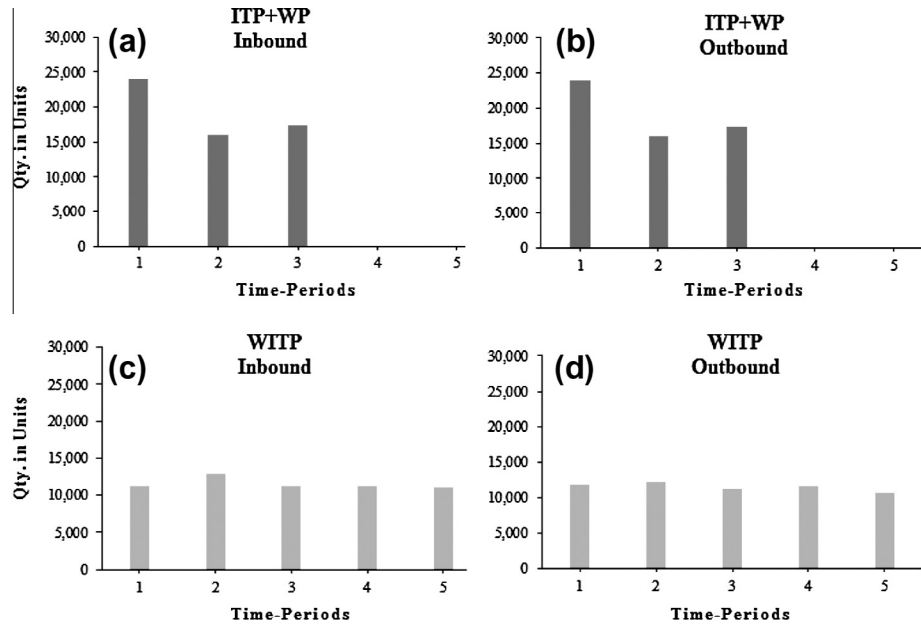 (a)
ITP+WP
Inbound
Qty. in Units
30,000
25,000
20,000
15,000
10,000
5,000
0
1 2 3 4 5
Time-Periods
(b)
ITP+WP
Outbound
30,000
25,000
20,000
15,000
10,000
5,000
0
1 2 3 4 5
Time-Periods
(c)
WITP
Inbound
Qty. in Units
30,000
25,000
20,000
15,000
10,000
5,000
0
1 2 3 4 5
Time-Periods
(d)
WITP
Outbound
30,000
25,000
20,000
15,000
10,000
5,000
0
1 2 3 4 5
Time-Periods